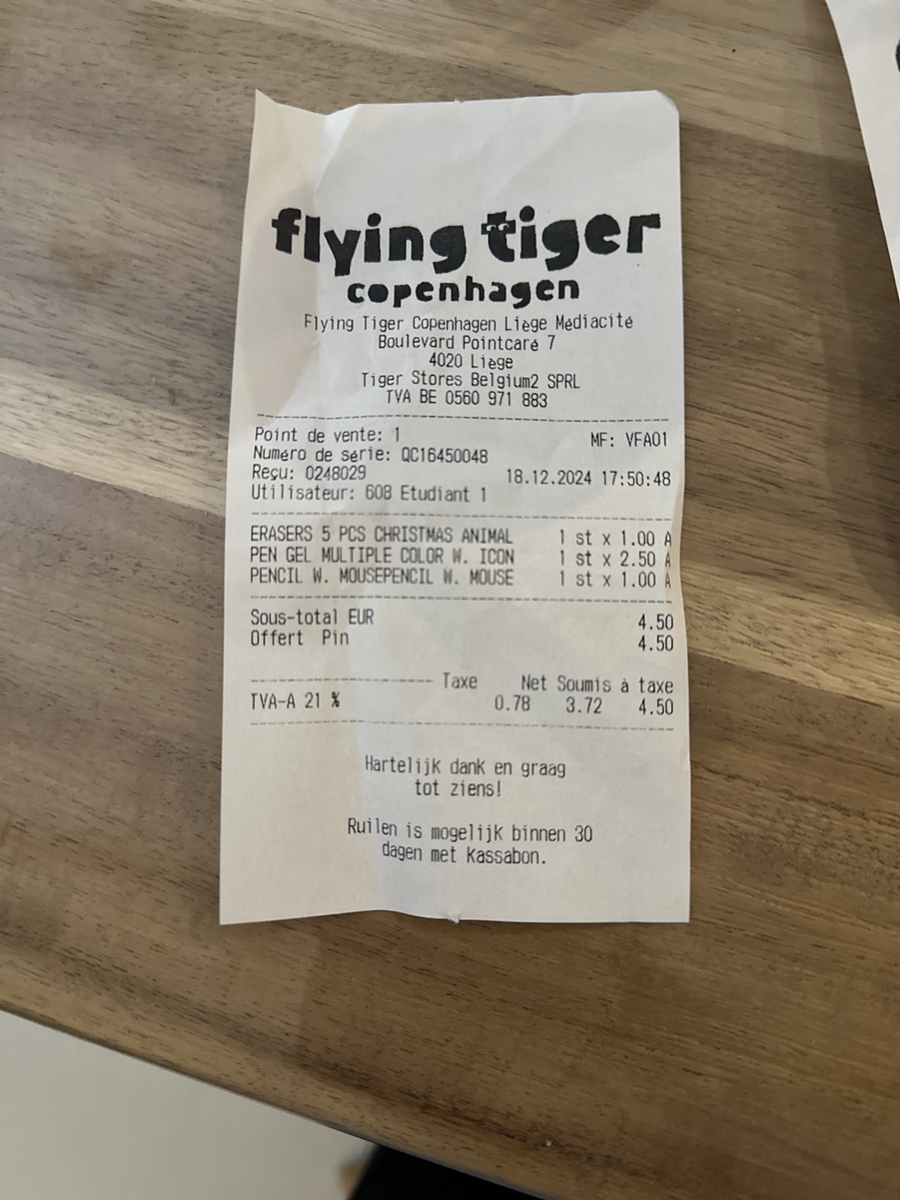 flying tiger
copenhagen
Flying Tiger Copenhagen Liège Médiacité
Boulevard Pointcaré 7
4020 Liège
Tiger Stores Belgium2 SPRL
TVA BE 0560 971 883
Point de vente: 1 MF: VFA01
Numéro de série: QC16450048
Reçu: 0248029 18.12.2024 17:50:48
Utilisateur: 608 Etudiant 1
ERASERS 5 PCS CHRISTMAS ANIMAL 1 st x 1.00 A
PEN GEL MULTIPLE COLOR W. ICON 1 st x 2.50 A
PENCIL W. MOUSEPENCIL W. MOUSE 1 st x 1.00 A
Sous-total EUR 4.50
Offert Pin 4.50
Taxe Net Soumis à taxe
TVA-A 21 % 0.78 3.72 4.50
Hartelijk dank en graag
tot ziens!
Ruilen is mogelijk binnen 30
dagen met kassabon.